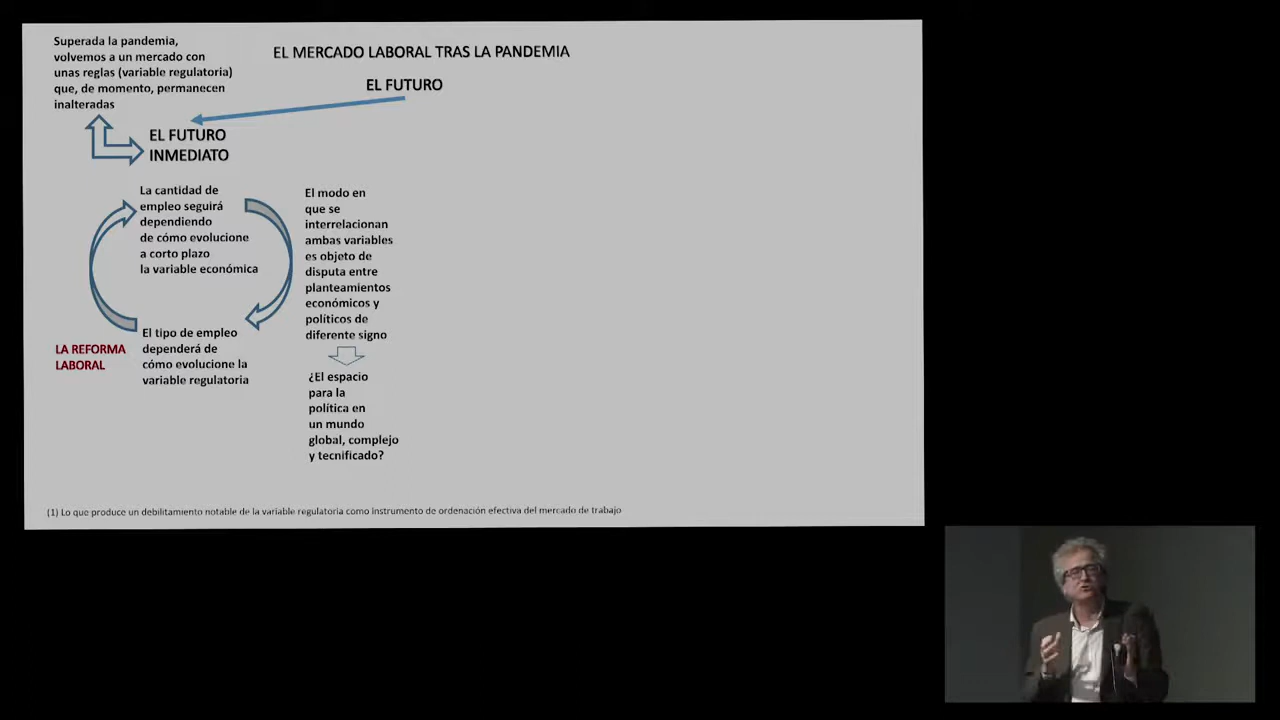 EL MERCADO LABORAL TRAS LA PANDEMIA
EL FUTURO
Superada la pandemia,
volvemos a un mercado con
unas reglas (variable regulatoria)
que, de momento, permanecen
inalteradas
EL FUTURO
INMEDIATO
La cantidad de
empleo seguirá
dependiendo
de cómo evolucione
a corto plazo
la variable económica
El tipo de empleo
dependerá de
cómo evolucione la
variable regulatoria
LA REFORMA
LABORAL
El modo en
que se
interrelacionan
ambas variables
es objeto de
disputa entre
planteamientos
económicos y
políticos de
diferente signo
¿El espacio
para la
política en
un mundo
global, complejo
y tecnificado?
(1) Lo que produce un debilitamiento notable de la variable regulatoria como instrumento de ordenación efectiva del mercado de trabajo